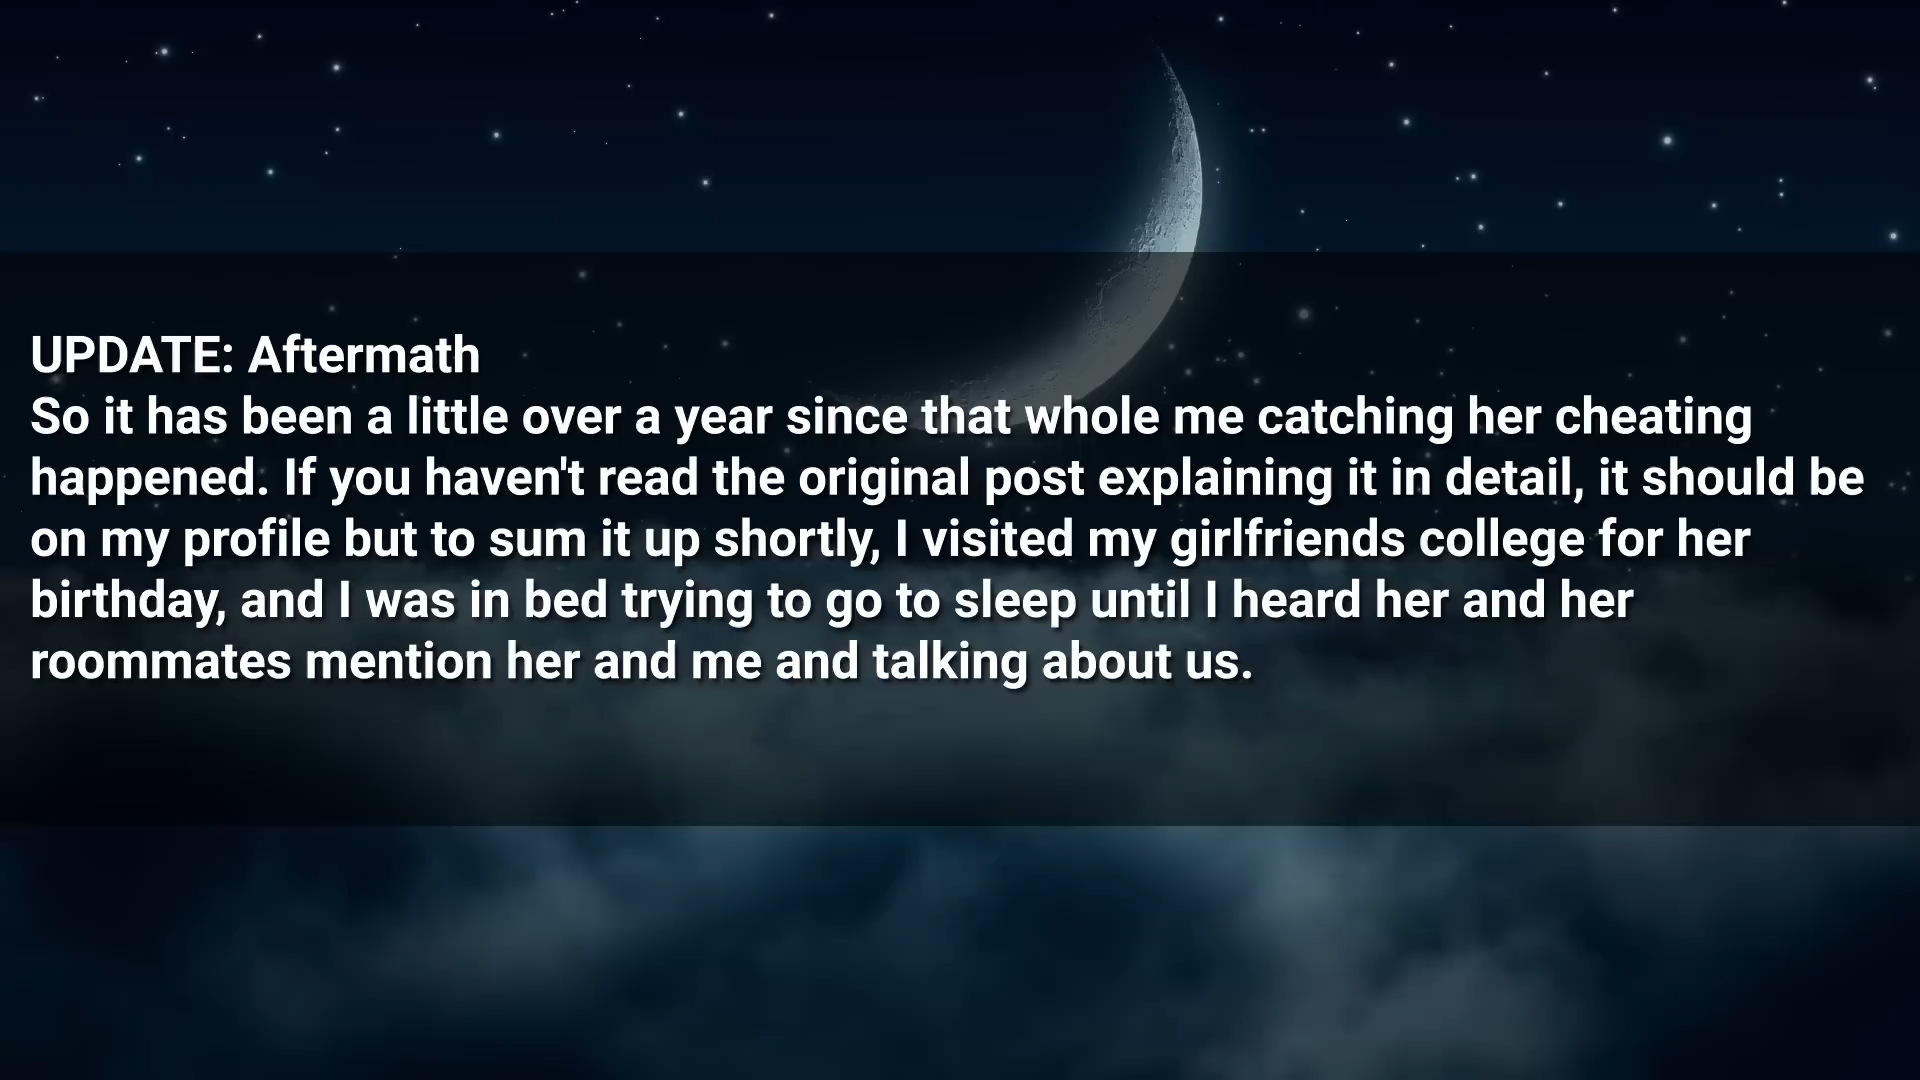 UPDATE: Aftermath
So it has been a little over a year since that whole me catching her cheating
happened. If you haven't read the original post explaining it in detail, it should be
on my profile but to sum it up shortly, I visited my girlfriends college for her
birthday, and I was in bed trying to go to sleep until I heard her and her
roommates mention her and me and talking about us.